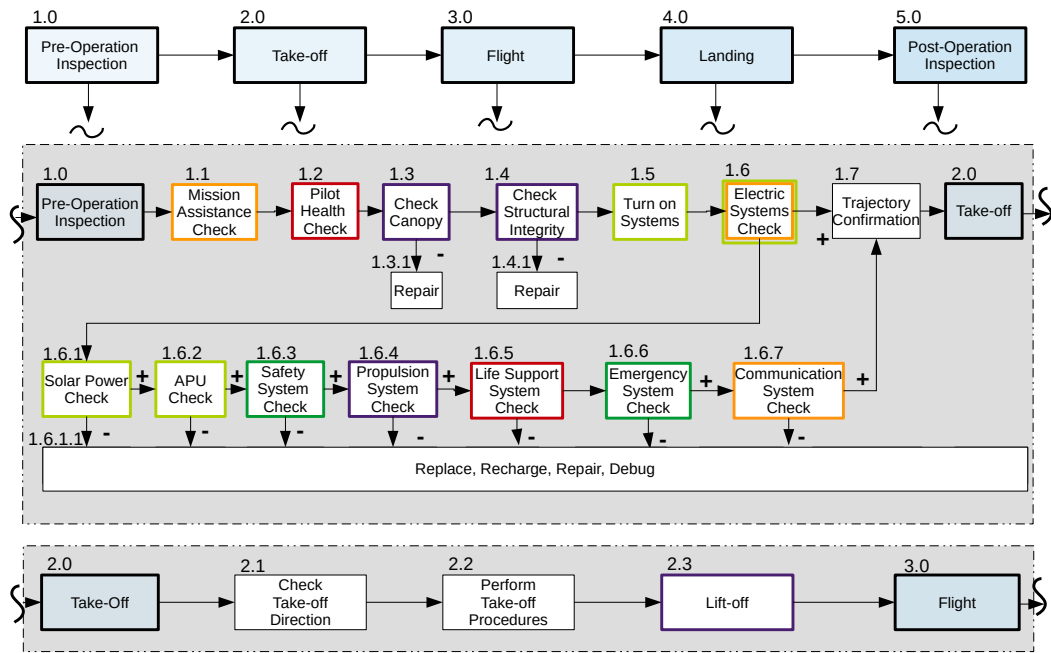 1.0
2.0
3.0
4.0
5.0
Pre-Operation
Inspection
Take-off
Flight
Landing
Post-Operation
Inspection
1.0
1.1
1.2
1.3
1.4
1.5
1.6
1.7
2.0
Pre-Operation
Inspection
Mission
Assistance
Check
Pilot
Health
Check
Check
Canopy
Check
Structural
Integrity
Turn on
Systems
Electric
Systems
Check
Trajectory
Confirmation
Take-off
+
-
-
1.3.1
1.4.1
Repair
Repair
1.6.1
1.6.2
1.6.3
1.6.4
1.6.5
1.6.6
1.6.7
Solar Power
Check
+
APU
Check
+
Safety
System
Check
+
Propulsion
System
Check
+
Life Support
System
Check
Emergency
System
Check
+
Communication
System
Check
+
-
-
-
-
-
-
-
1.6.1.1
Replace, Recharge, Repair, Debug
2.0
2.1
2.2
2.3
3.0
Take-Off
Check
Take-off
Direction
Perform
Take-off
Procedures
Lift-off
Flight